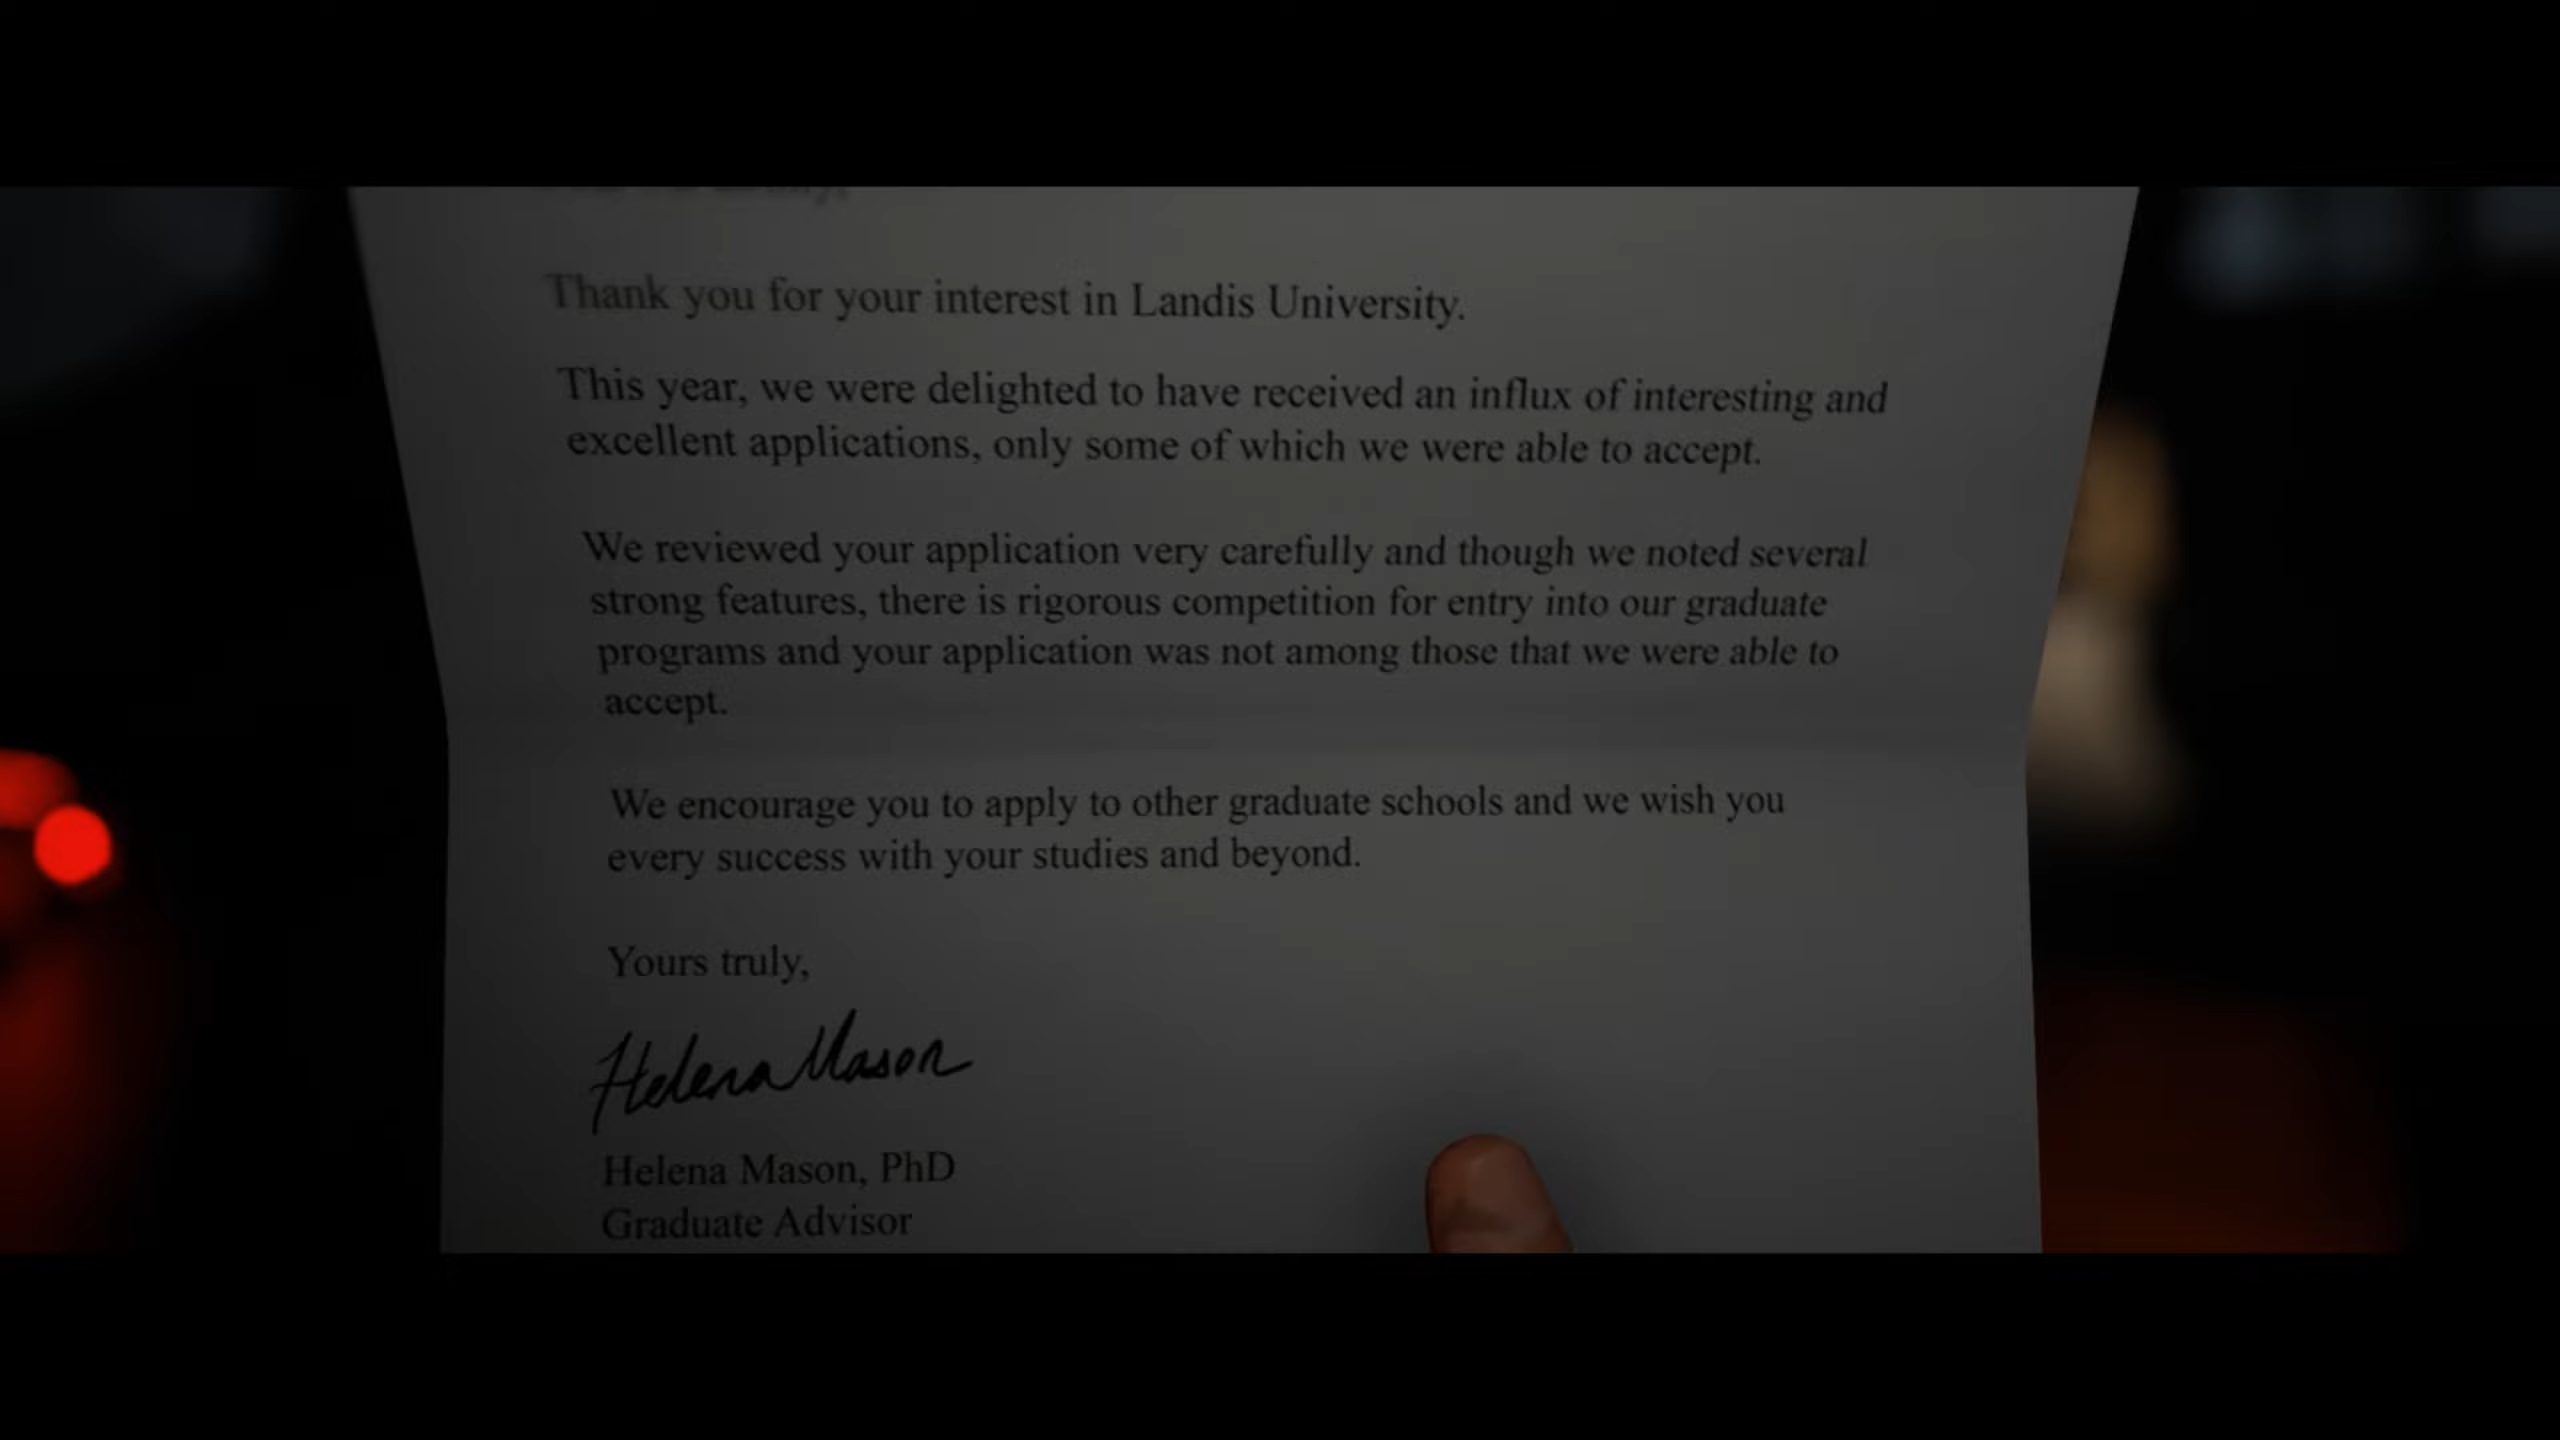 Thank you for your interest in Landis University.
This year, we were delighted to have received an influx of interesting and
excellent applications, only some of which we were able to accept.
We reviewed your application very carefully and though we noted several
strong features, there is rigorous competition for entry into our graduate
programs and your application was not among those that we were able to
accept.
We encourage you to apply to other graduate schools and we wish you
every success with your studies and beyond.
Yours truly,
Helena Mason
Helena Mason, PhD
Graduate Advisor